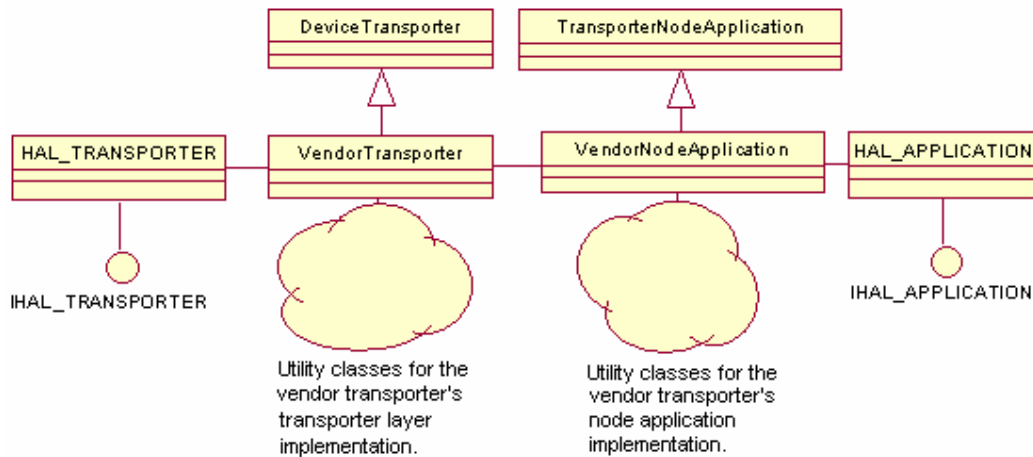 DeviceTransporter
TransporterNodeApplication
HAL_TRANSPORTER
VendorTransporter
VendorNodeApplication
HAL_APPLICATION
IHAL_TRANSPORTER
IHAL_APPLICATION
Utility classes for the
vendor transporter's
transporter layer
implementation.
Utility classes for the
vendor transporter's
node application
implementation.